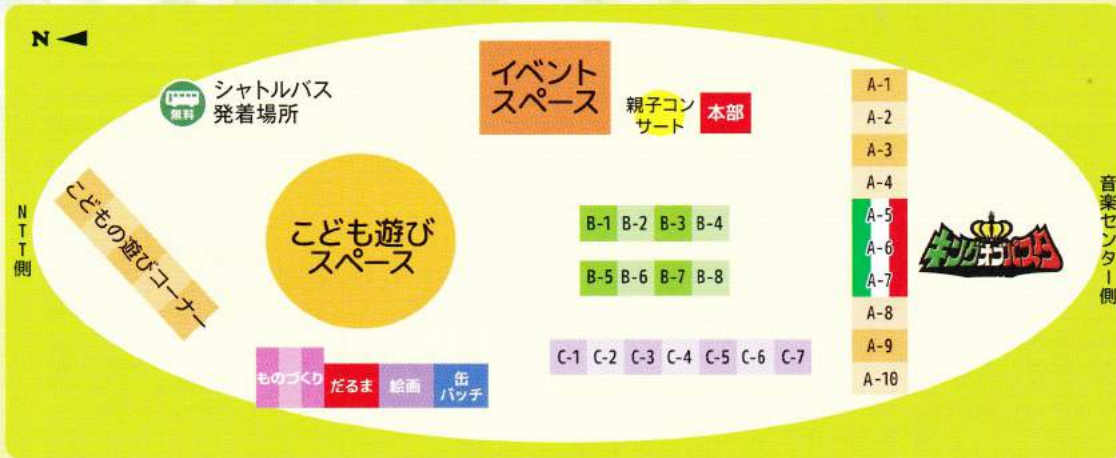 N
シャトルバス
発着場所
無料
イベント
スペース
親子コン
サート
本部
A-1
A-2
A-3
A-4
A-5
A-6
A-7
A-8
A-9
A-10
キングオブパスタ
音楽センター側
NTT側
こどもの遊びコーナー
こども遊び
スペース
B-1 B-2 B-3 B-4
B-5 B-6 B-7 B-8
C-1 C-2 C-3 C-4 C-5 C-6 C-7
ものづくり
だるま
絵画
缶
バッチ